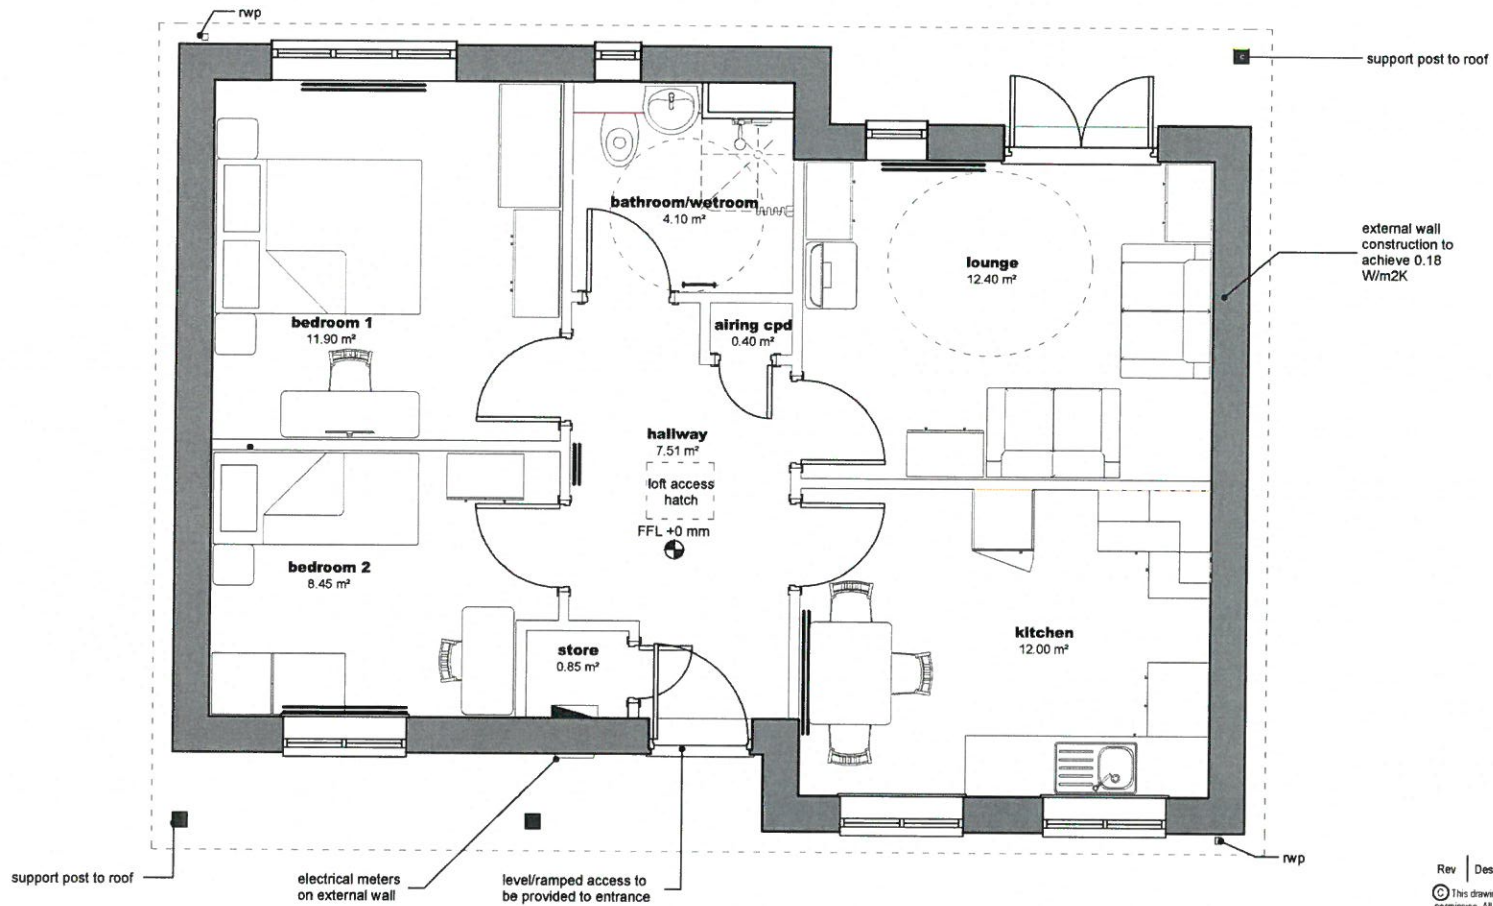 rwp
support post to roof
bathroom/wetroom
4.10 m²
external wall
construction to
achieve 0.18
W/m2K
lounge
12.40 m²
bedroom 1
11.90 m²
airing cpd
0.40 m²
hallway
7.51 m²
loft access
hatch
FFL +0 mm
bedroom 2
8.45 m²
store
0.85 m²
kitchen
12.00 m²
support post to roof
electrical meters
on external wall
level/ramped access to
be provided to entrance
rwp
Rev Des
© This drawi